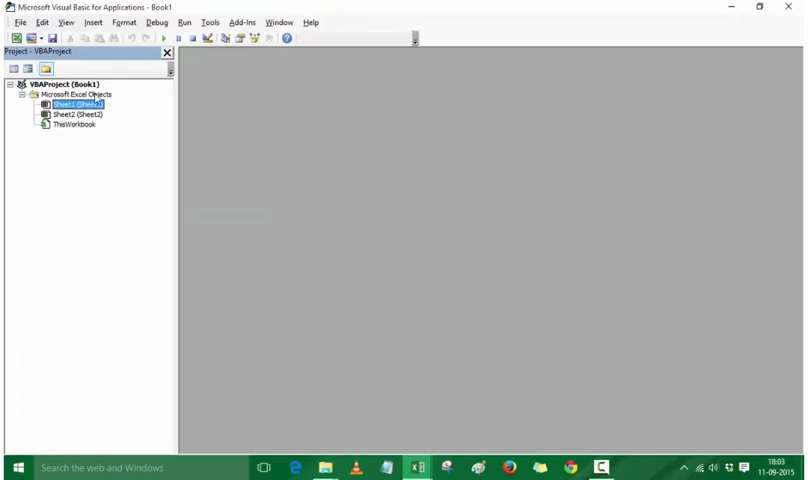 Microsoft Visual Basic for Applications - Book1
File Edit View Insert Format Debug Run Tools Add-Ins Window Help
Project - VBAProject
VBAProject (Book1)
Microsoft Excel Objects
Sheet1 (Sheet1)
Sheet2 (Sheet2)
ThisWorkbook
Search the web and Windows
18:03
11-09-2015